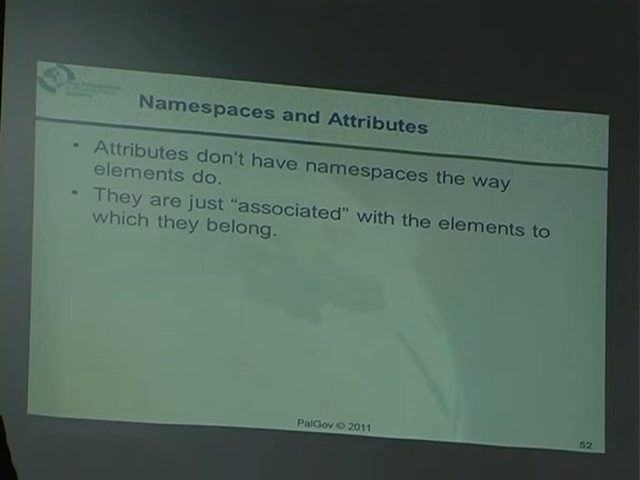 Namespaces and Attributes
• Attributes don't have namespaces the way
elements do.
• They are just “associated” with the elements to
which they belong.
PalGov © 2011
52